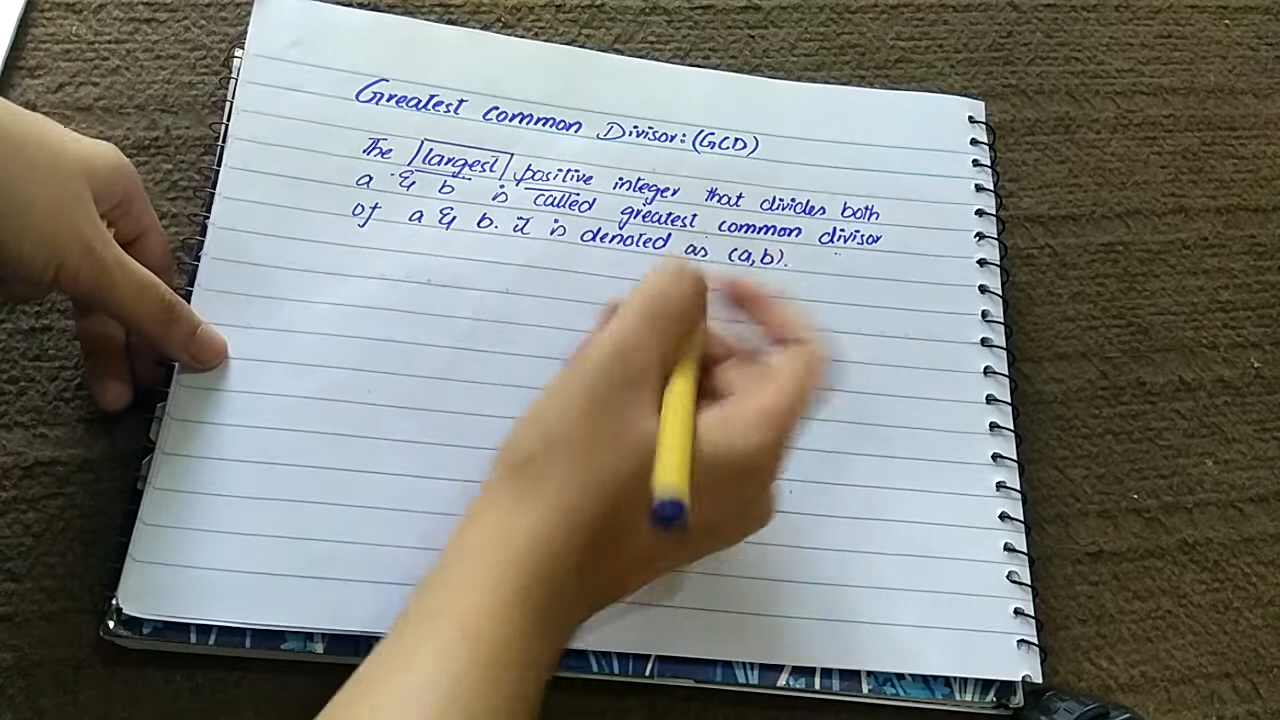 Greatest common Divisor:(GCD)
The largest positive integer that divides both
a & b is called greatest common divisor
of a & b. it is denoted as (a,b).